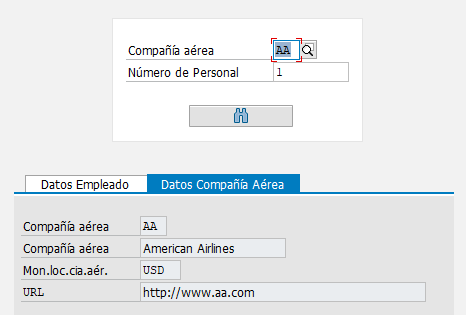 Compañía aérea AA
Número de Personal 1
Datos Empleado Datos Compañía Aérea
Compañía aérea AA
Compañía aérea American Airlines
Mon.loc.cia.aér. USD
URL http://www.aa.com